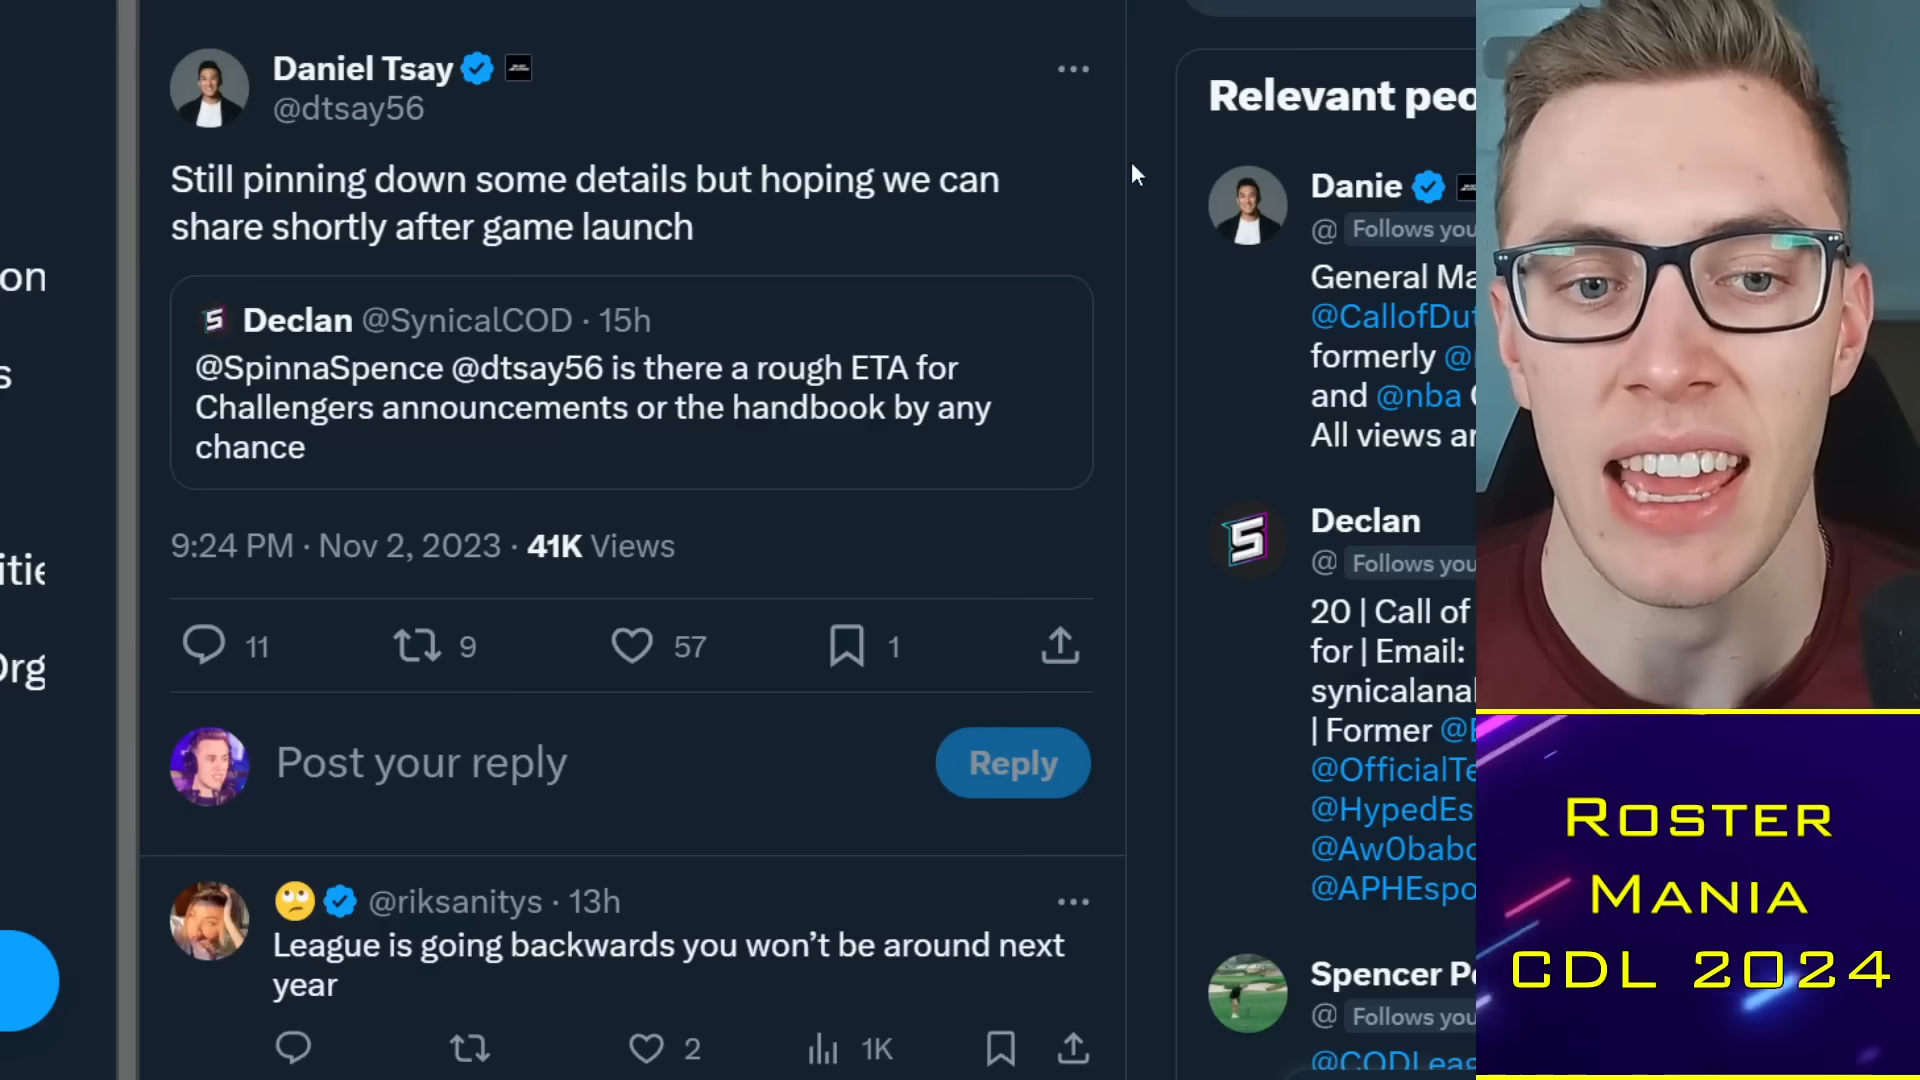 on
s
itie
Org
Daniel Tsay
@dtsay56
Still pinning down some details but hoping we can
share shortly after game launch
Declan @SynicalCOD · 15h
@SpinnaSpence @dtsay56 is there a rough ETA for
Challengers announcements or the handbook by any
chance
9:24 PM · Nov 2, 2023 · 41K Views
11 9 57 1
Post your reply
Reply
🙄 @riksanitys · 13h
League is going backwards you won’t be around next
year
2 1K
Relevant peo
Danie
@ Follows you
General Ma
@CallofDut
formerly @
and @nba
All views ar
Declan
@ Follows you
20 | Call of
for | Email:
synicalanal
| Former @E
@OfficialTe
@HypedEs
@Aw0babo
@APHEspo
Spencer Pe
@ Follows you
@CODLeag
Roster
Mania
CDL 2024